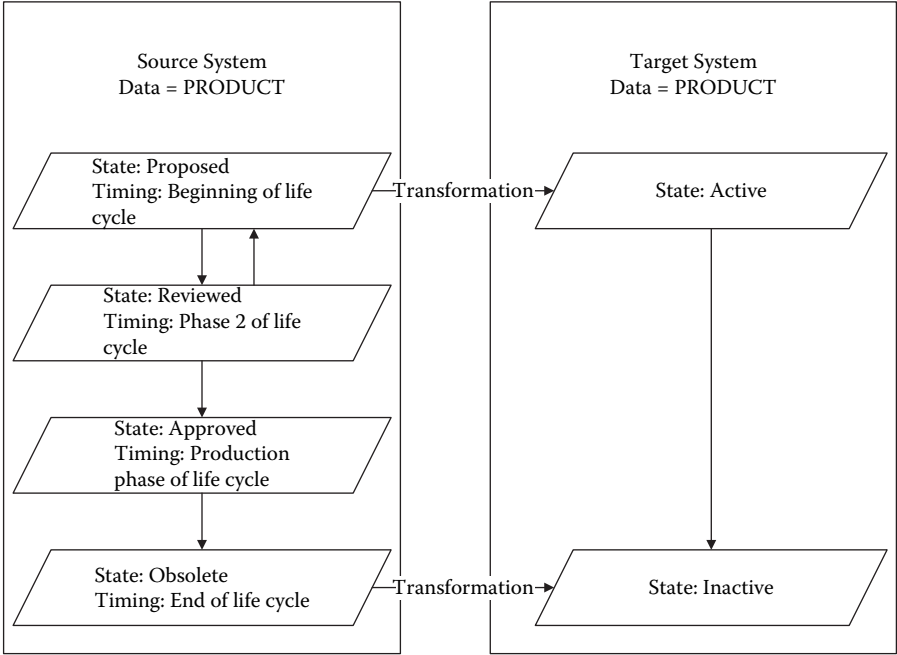 Source System
Data = PRODUCT
Target System
Data = PRODUCT
State: Proposed
Timing: Beginning of life
cycle
Transformation
State: Active
State: Reviewed
Timing: Phase 2 of life
cycle
State: Approved
Timing: Production
phase of life cycle
State: Obsolete
Timing: End of life cycle
Transformation
State: Inactive